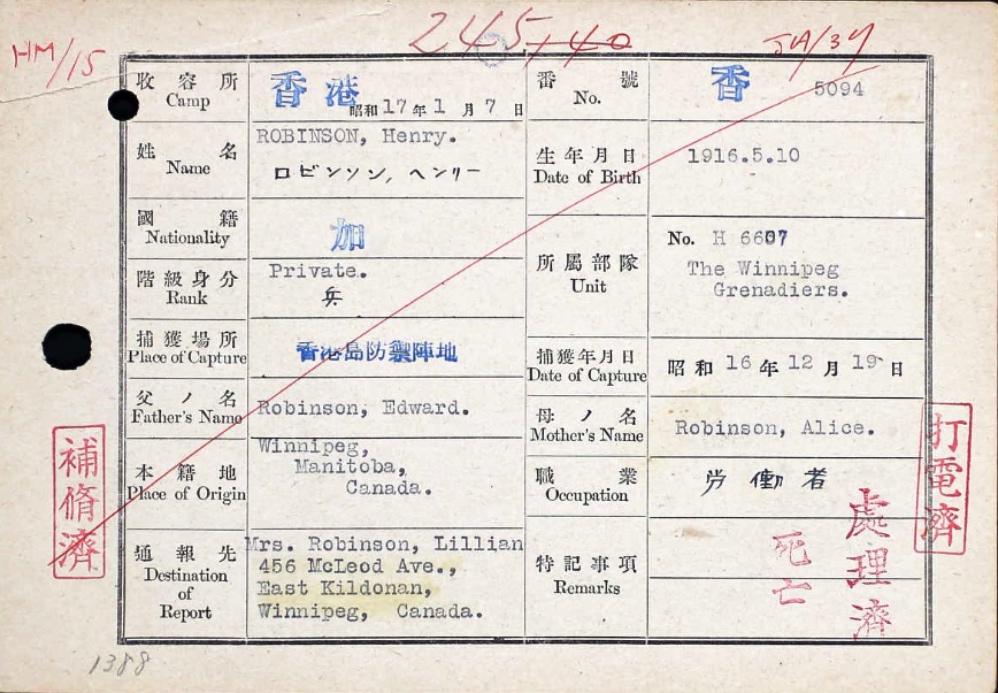 HM/15
245+40
JA/37
收容所
Camp
香港
昭和17年1月7日
番號
No.
香 5094
姓名
Name
ROBINSON, Henry.
ロビンソン, ヘンリー
生年月日
Date of Birth
1916.5.10
國籍
Nationality
加
所屬部隊
Unit
No. H 6607
The Winnipeg
Grenadiers.
階級身分
Rank
Private.
兵
捕獲場所
Place of Capture
香港島防禦陣地
捕獲年月日
Date of Capture
昭和16年12月19日
父ノ名
Father's Name
Robinson, Edward.
母ノ名
Mother's Name
Robinson, Alice.
本籍地
Place of Origin
Winnipeg,
Manitoba,
Canada.
職業
Occupation
労働者
通報先
Destination
of
Report
Mrs. Robinson, Lillian
456 McLeod Ave.,
East Kildonan,
Winnipeg, Canada.
特記事項
Remarks
死亡
處理濟
打電濟
補脩濟
1388